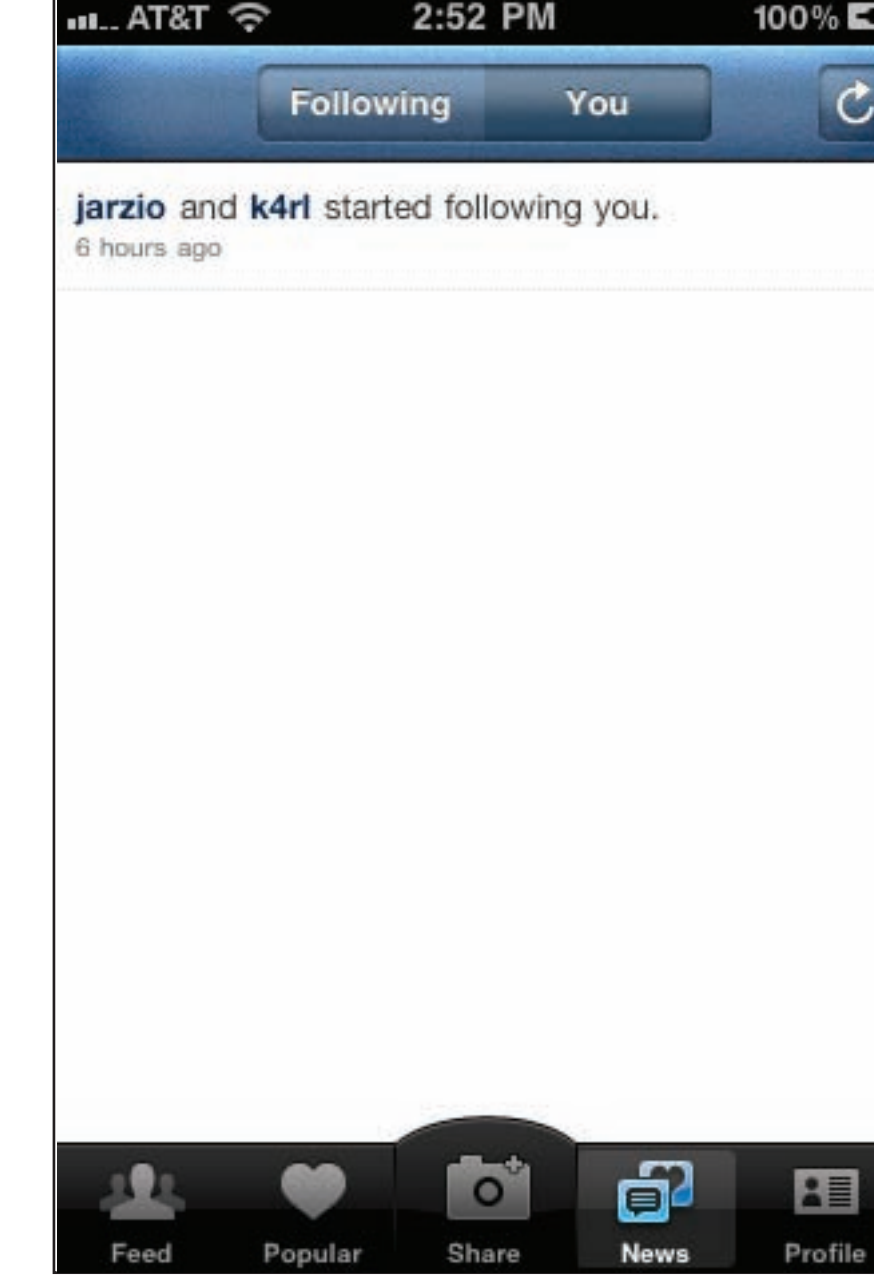 AT&T 2:52 PM 100%
Following You
jarzio and k4rl started following you.
6 hours ago
Feed Popular Share News Profile